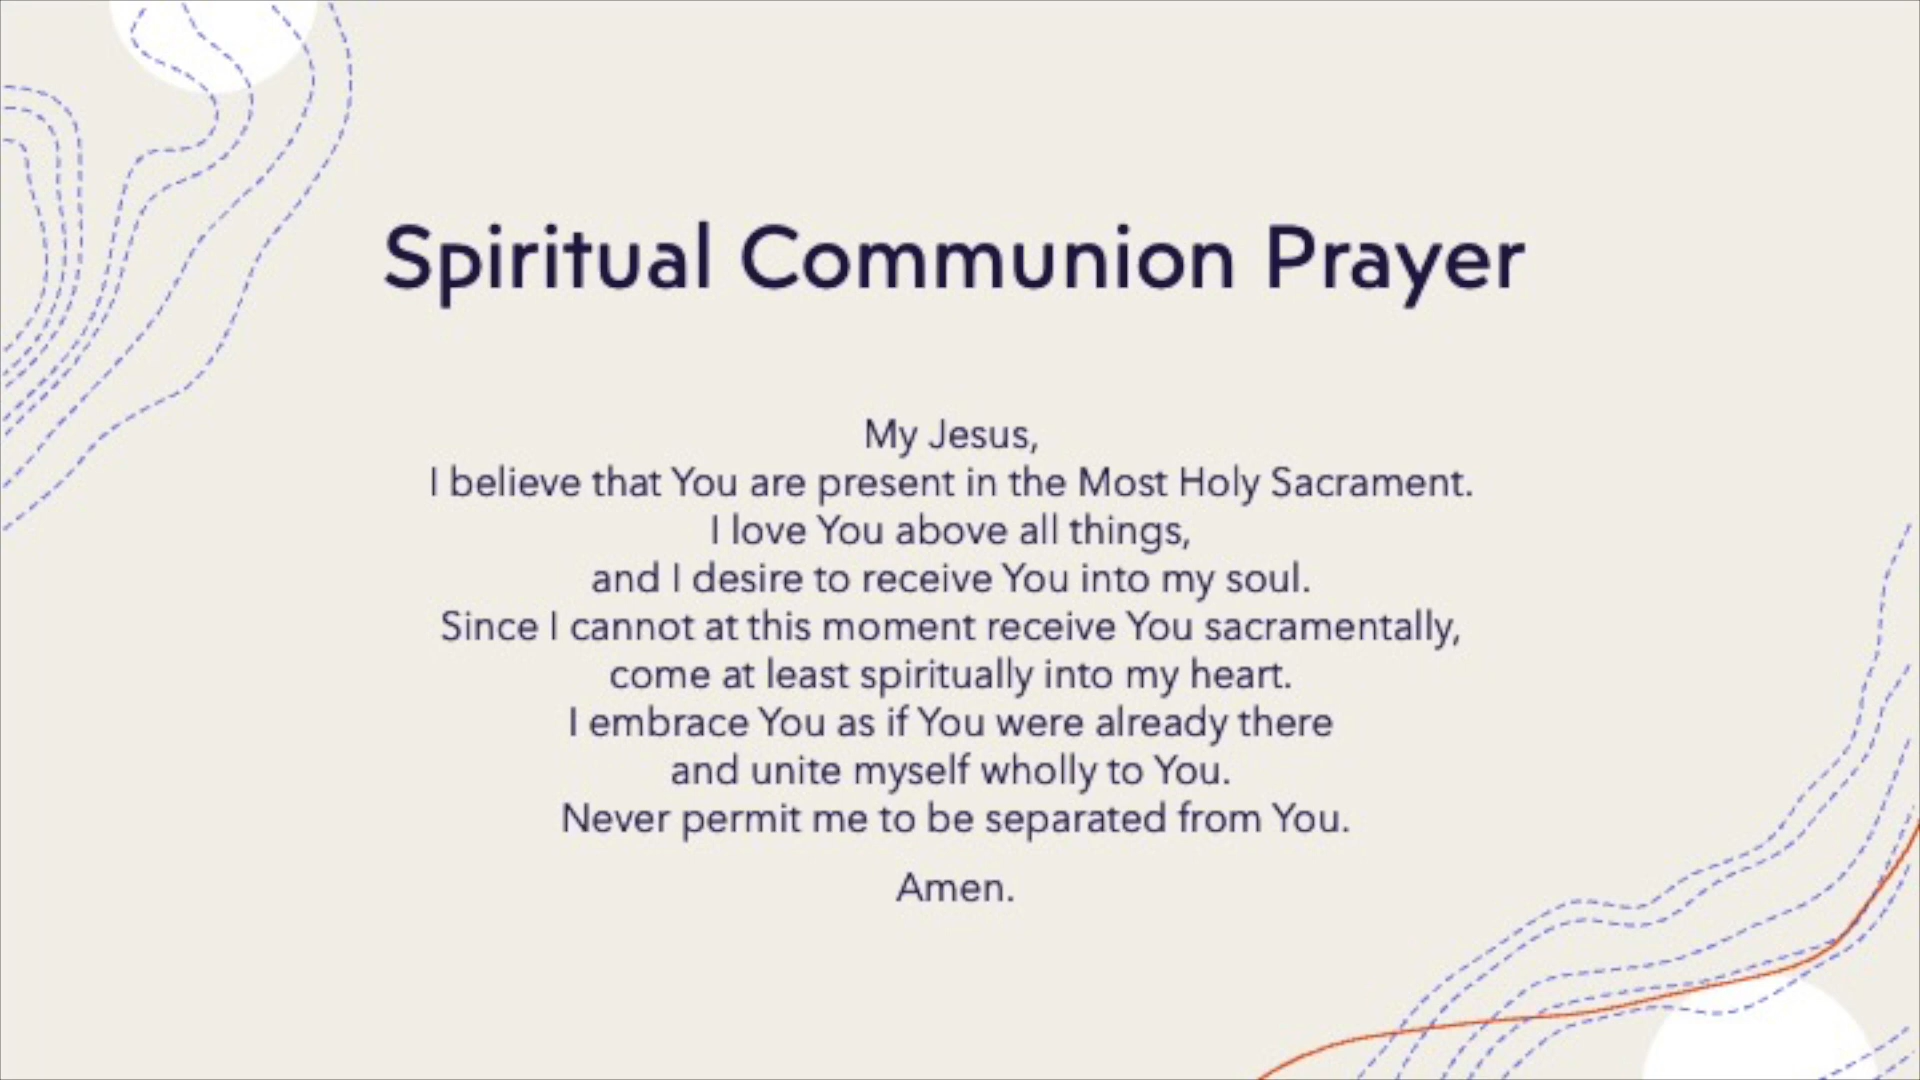 Spiritual Communion Prayer
My Jesus,
I believe that You are present in the Most Holy Sacrament.
I love You above all things,
and I desire to receive You into my soul.
Since I cannot at this moment receive You sacramentally,
come at least spiritually into my heart.
I embrace You as if You were already there
and unite myself wholly to You.
Never permit me to be separated from You.
Amen.